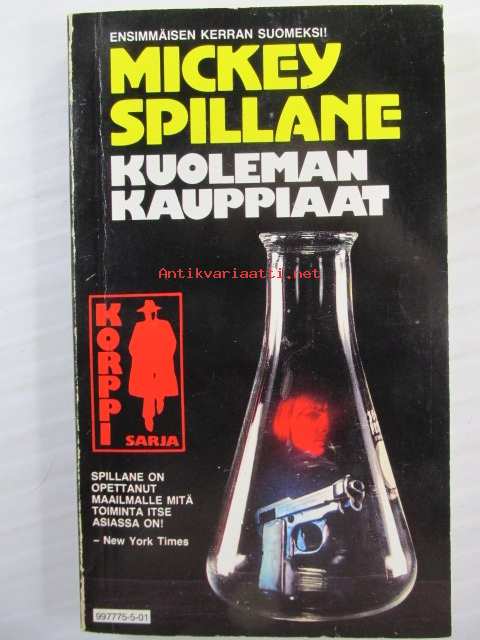 ENSIMMÄISEN KERRAN SUOMEKSI!
MICKEY
SPILLANE
KUOLEMAN
KAUPPIAAT
Antikvariaatti.net
KORPPI
SARJA
SPILLANE ON
OPETTANUT
MAAILMALLE MITÄ
TOIMINTA ITSE
ASIASSA ON!
– New York Times
997775-5-01